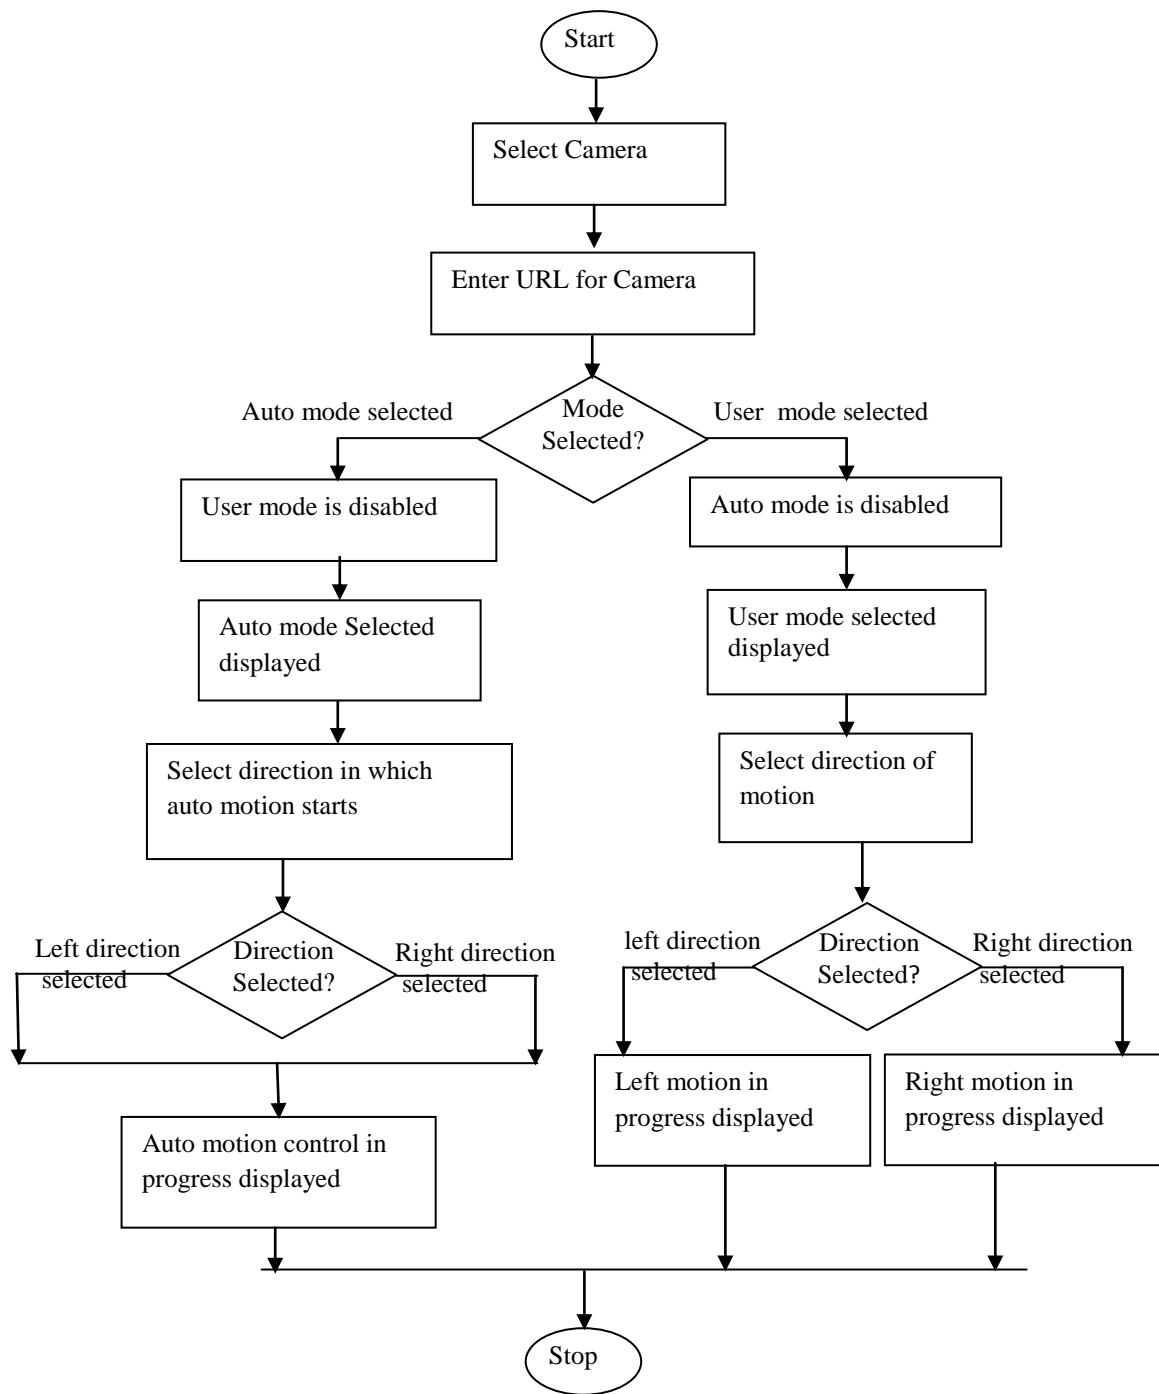 Start
Select Camera
Enter URL for Camera
Auto mode selected
Mode
Selected?
User  mode selected
User mode is disabled
Auto mode is disabled
Auto mode Selected
displayed
User mode selected
displayed
Select direction in which
auto motion starts
Select direction of
motion
Left direction
selected
Direction
Selected?
Right direction
selected
left direction
selected
Direction
Selected?
Right direction
selected
Left motion in
progress displayed
Right motion in
progress displayed
Auto motion control in
progress displayed
Stop